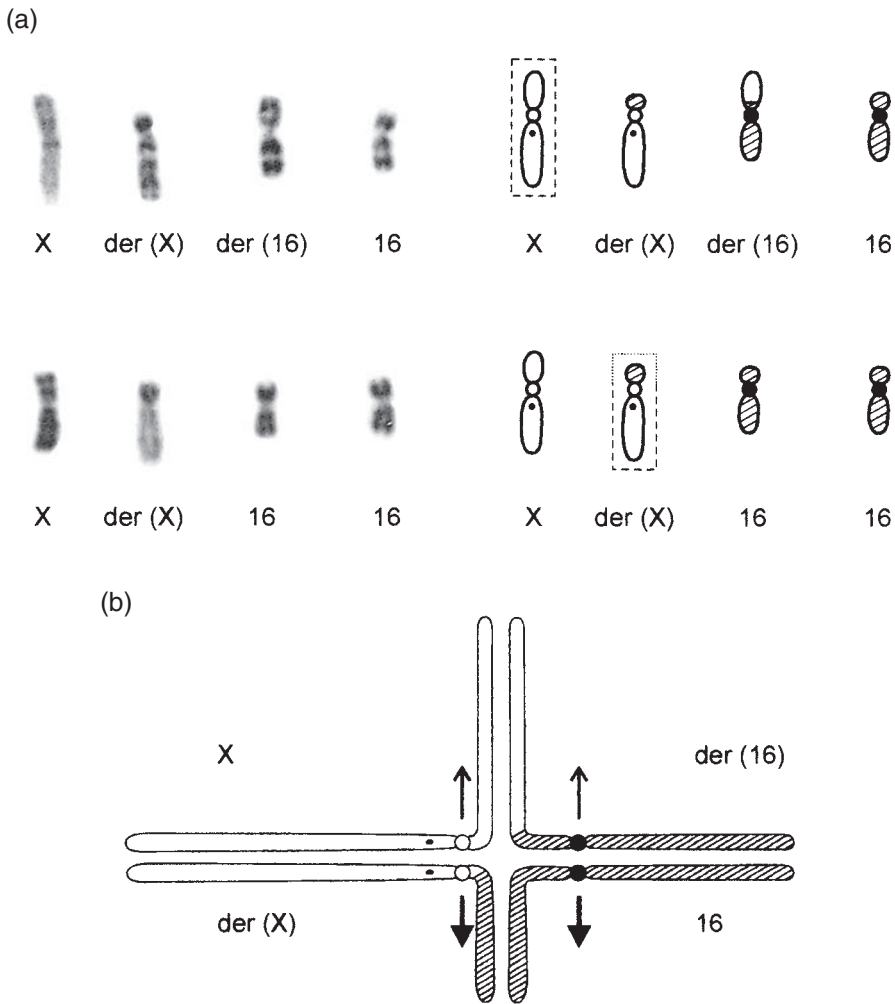 (a)
X der (X) der (16) 16 X der (X) der (16) 16
X der (X) 16 16 X der (X) 16 16
(b)
X der (16)
der (X) 16